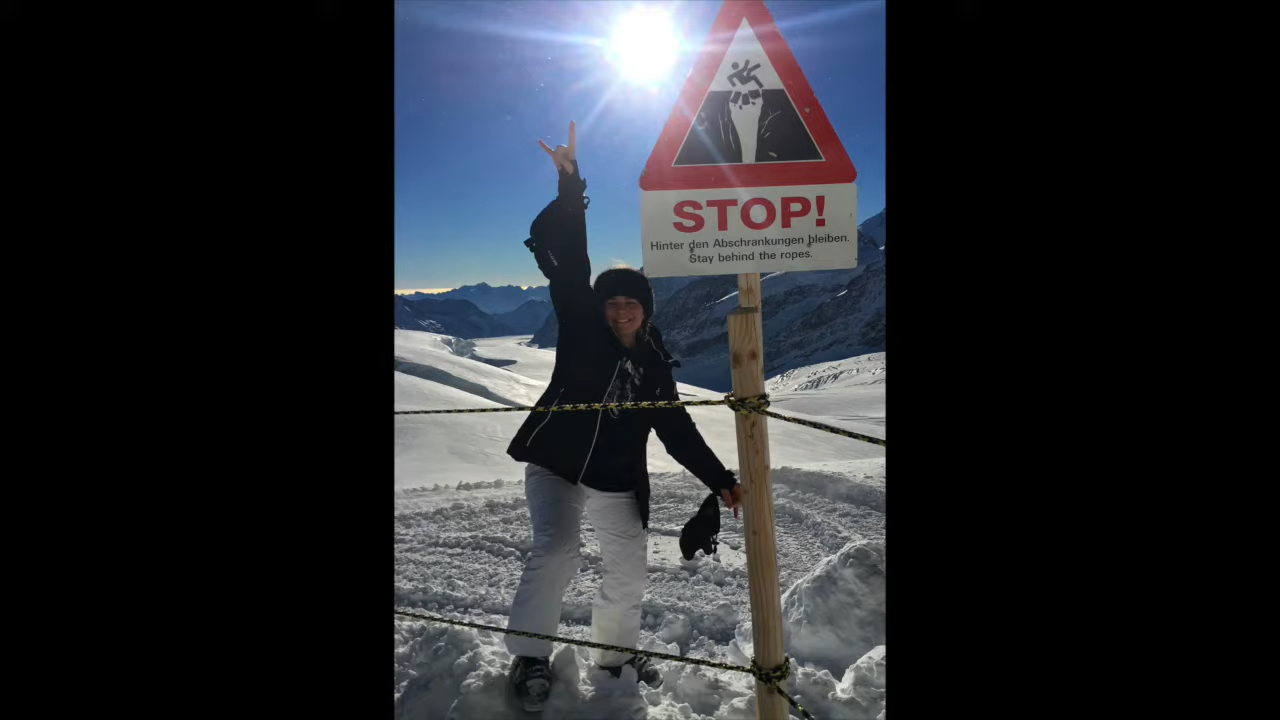 STOP!
Hinter den Abschrankungen bleiben.
Stay behind the ropes.